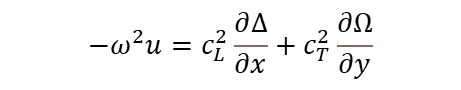 −ω²u = c_L² ∂Δ/∂x + c_T² ∂Ω/∂y